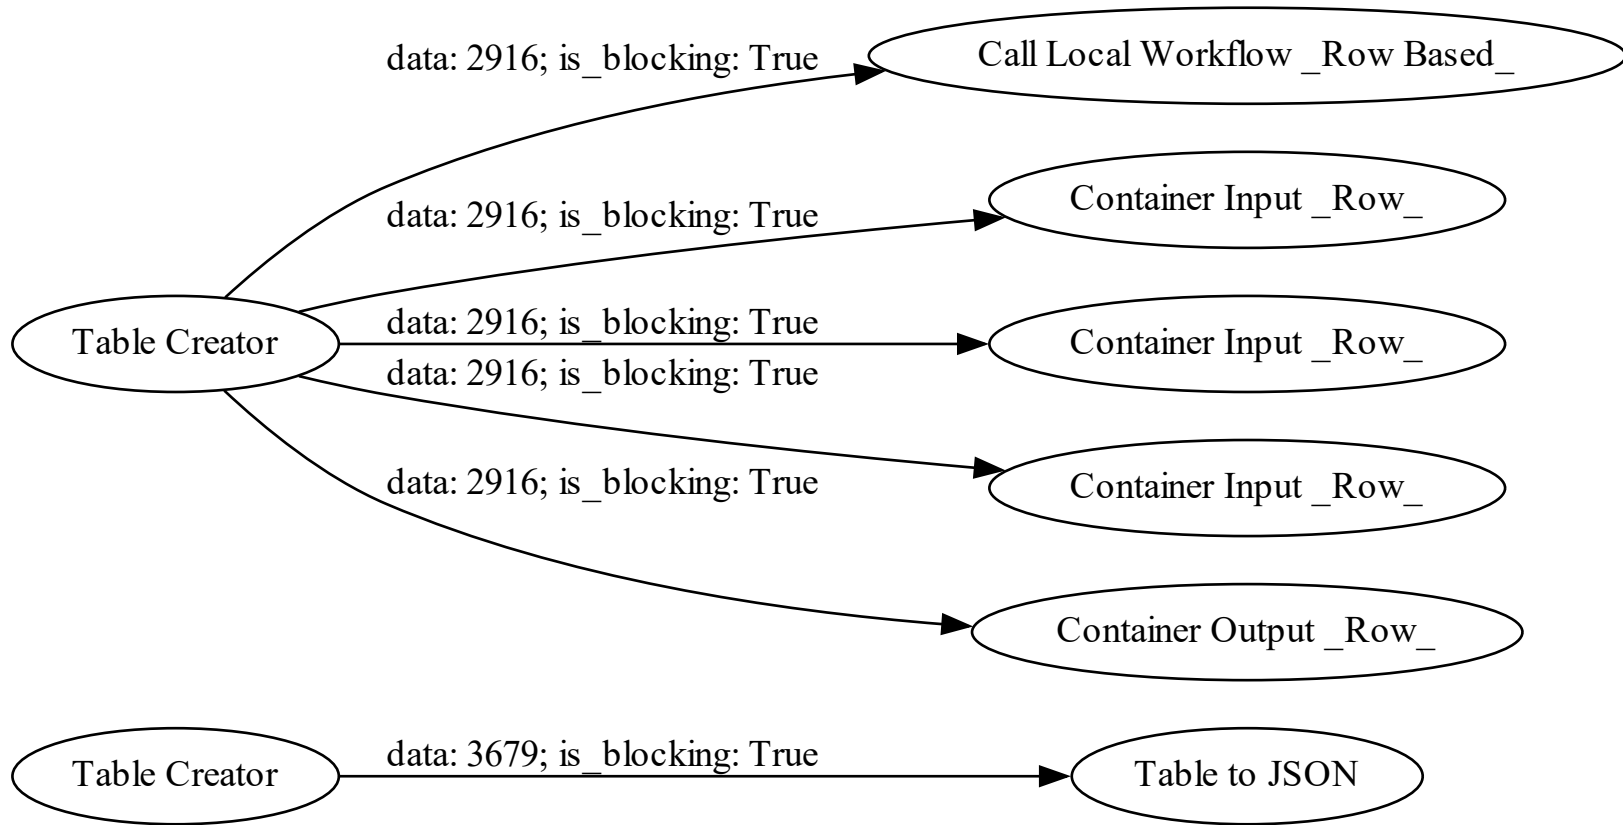 data: 2916; is_blocking: True
Call Local Workflow _Row Based_
data: 2916; is_blocking: True
Container Input _Row_
Table Creator
data: 2916; is_blocking: True
Container Input _Row_
data: 2916; is_blocking: True
Container Input _Row_
data: 2916; is_blocking: True
Container Output _Row_
Table Creator
data: 3679; is_blocking: True
Table to JSON